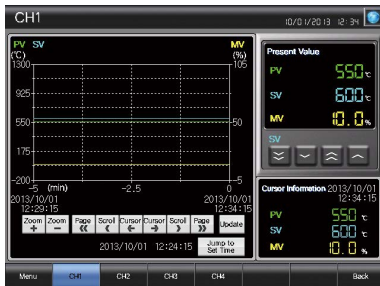 CH1
10/01/2013 12:34
PV SV MV
(℃) (%)
1300 105
925
550 50
175
-200 -5
-5 (min) -2.5 0
2013/10/01 2013/10/01
12:29:15 12:34:15
Zoom + Zoom - Page « Scroll ‹ Cursor ← Cursor → Scroll › Page » Update
2013/10/01 12:24:15 Jump to Set Time
Present Value
PV 550 ℃
SV 600 ℃
MV 10.0 %
SV
Cursor Information 2013/10/01
12:34:15
PV 550 ℃
SV 600 ℃
MV 10.0 %
Menu CH1 CH2 CH3 CH4 Back